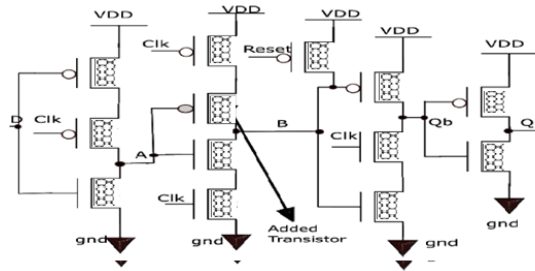 VDD
VDD
VDD
VDD
VDD
Clk
Reset
D
Clk
A
B
Clk
Qb
Q
Clk
gnd
gnd
Added
Transistor
gnd
gnd